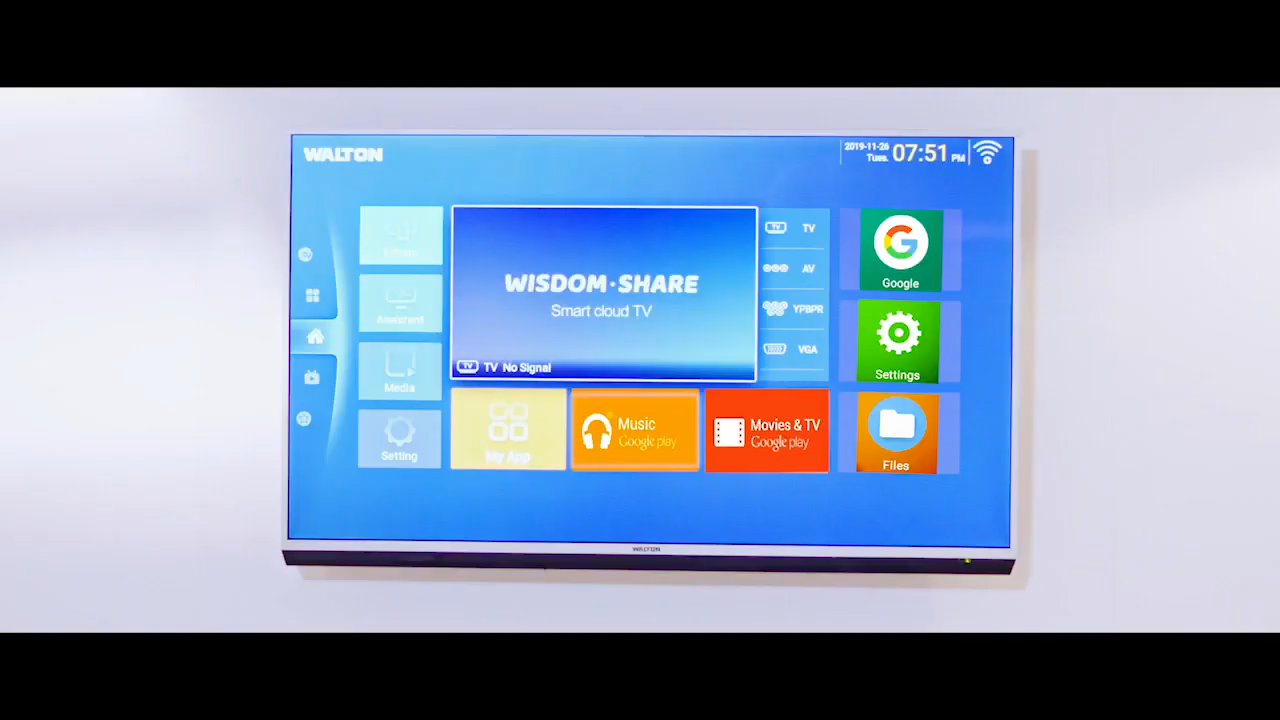 WALTON
2019-11-26
Tues.
07:51 PM
WISDOM·SHARE
Smart cloud TV
TV No Signal
TV
AV
YPBPR
VGA
Google
Settings
Files
Media
Setting
My App
Music
Google play
Movies & TV
Google play
WALTON